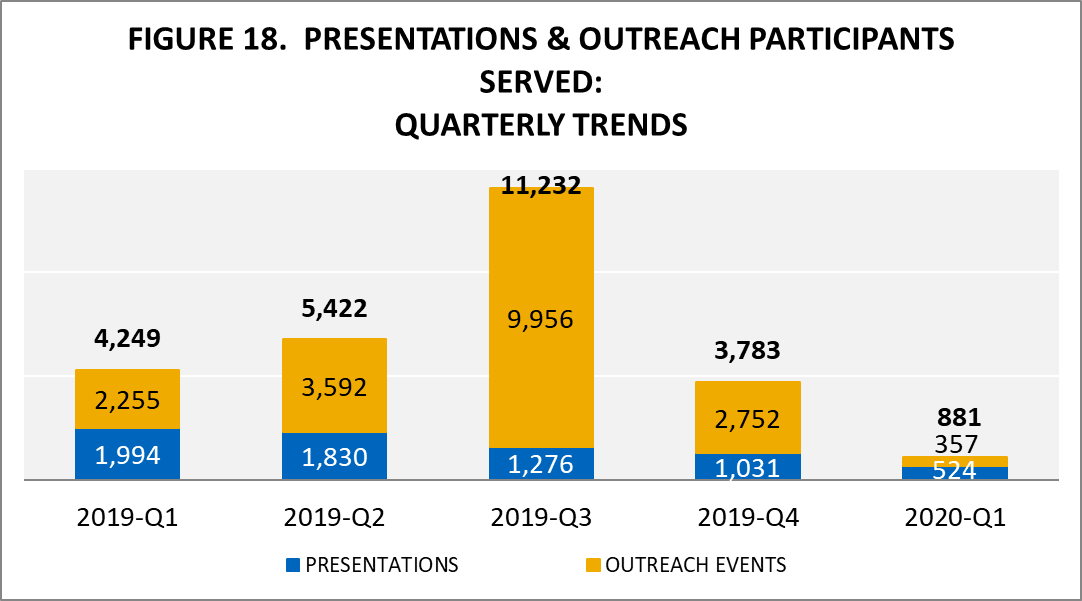 FIGURE 18.  PRESENTATIONS & OUTREACH PARTICIPANTS
SERVED:
QUARTERLY TRENDS
11,232
5,422
4,249
9,956
3,783
3,592
2,255
2,752
881
357
1,994
1,830
1,276
1,031
524
2019-Q1
2019-Q2
2019-Q3
2019-Q4
2020-Q1
PRESENTATIONS
OUTREACH EVENTS